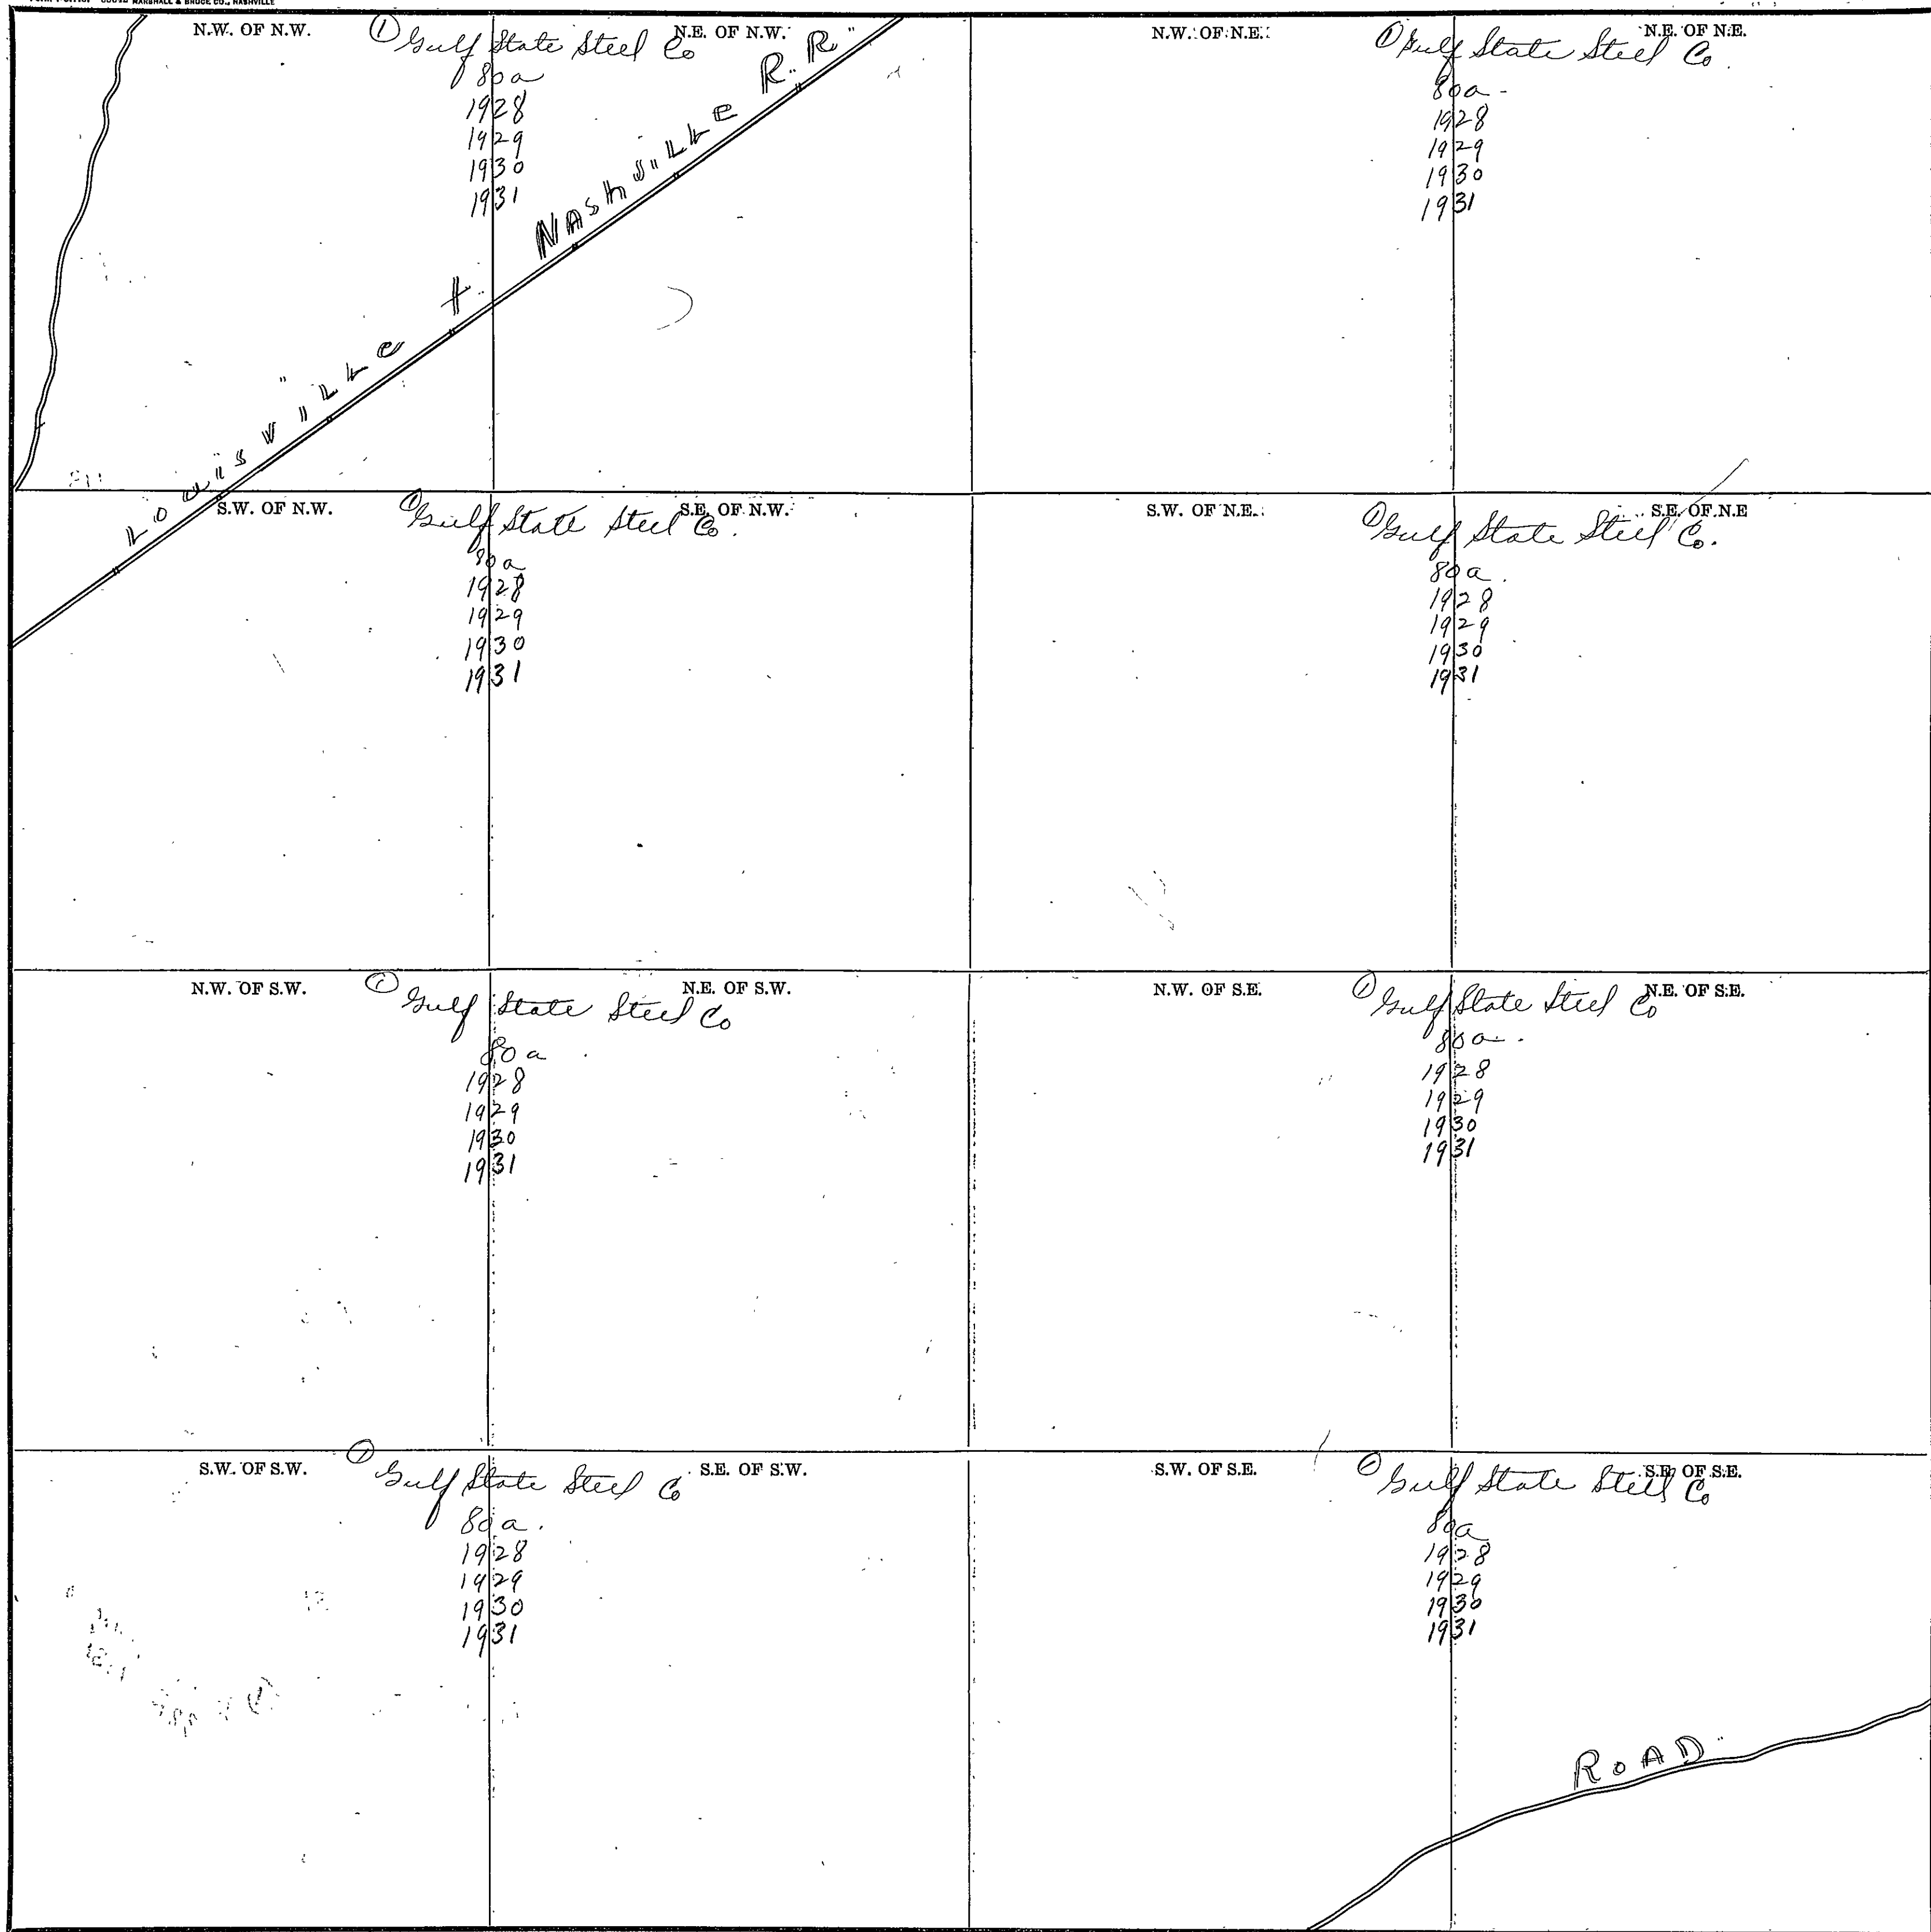 MARSHALL & BRUCE CO., NASHVILLE
N.W. OF N.W.
N.E. OF N.W.
① Gulf State Steel Co
80a
1928
1929
1930
1931
Louisville & Nashville R.R.
N.W. OF N.E.
N.E. OF N.E.
① Gulf State Steel Co.
80a
1928
1929
1930
1931
S.W. OF N.W.
S.E. OF N.W.
① Gulf State Steel Co.
80a
1928
1929
1930
1931
S.W. OF N.E.
S.E. OF N.E
① Gulf State Steel Co.
80a.
1928
1929
1930
1931
N.W. OF S.W.
N.E. OF S.W.
① Gulf State Steel Co
80a
1928
1929
1930
1931
N.W. OF S.E.
N.E. OF S.E.
① Gulf State Steel Co
80a
1928
1929
1930
1931
S.W. OF S.W.
S.E. OF S.W.
① Gulf State Steel Co
80a.
1928
1929
1930
1931
S.W. OF S.E.
S.E. OF S.E.
① Gulf State Steel Co
80a
1928
1929
1930
1931
ROAD